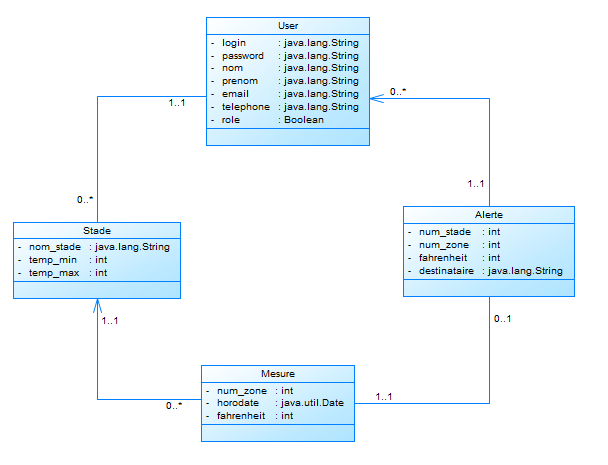 User
- login : java.lang.String
- password : java.lang.String
- nom : java.lang.String
- prenom : java.lang.String
- email : java.lang.String
- telephone : java.lang.String
- role : Boolean
1..1
0..*
0..*
1..1
Stade
- nom_stade : java.lang.String
- temp_min : int
- temp_max : int
Alerte
- num_stade : int
- num_zone : int
- fahrenheit : int
- destinataire : java.lang.String
1..1
0..1
Mesure
- num_zone : int
- horodate : java.util.Date
- fahrenheit : int
0..*
1..1